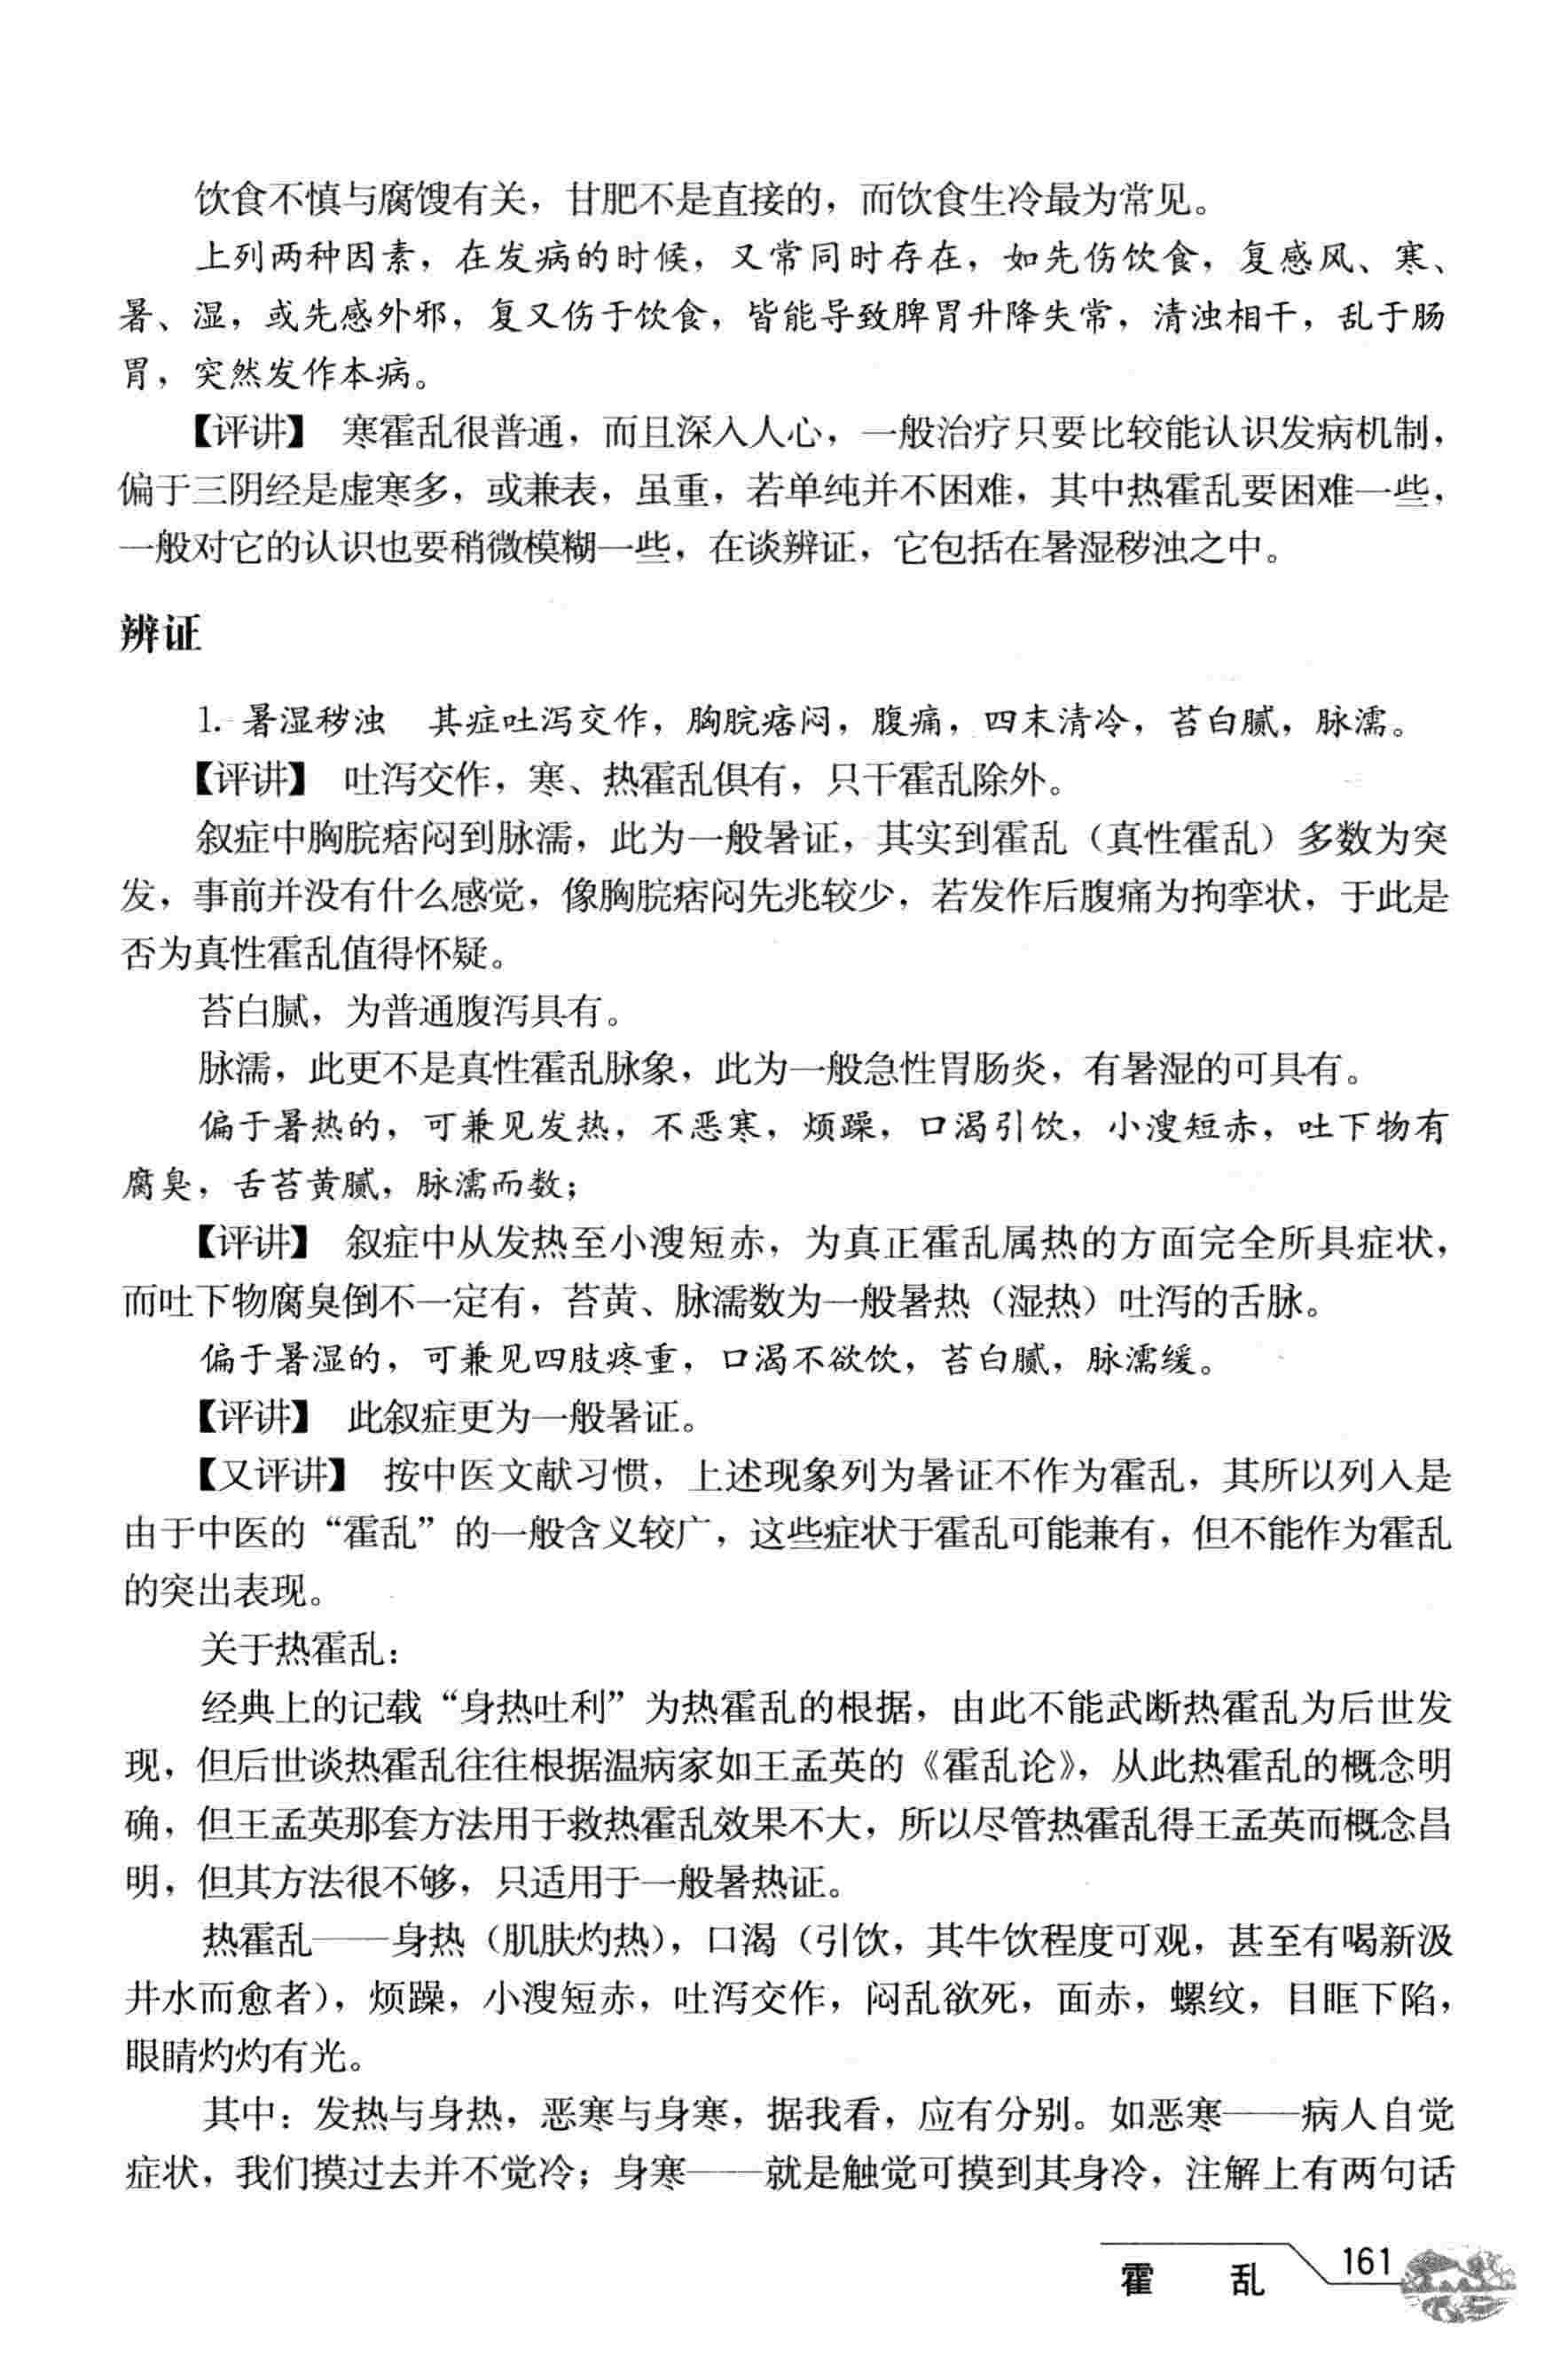 饮食不慎与腐馊有关，甘肥不是直接的，而饮食生冷最为常见。
上列两种因素，在发病的时候，又常同时存在，如先伤饮食，复感风、寒、
暑、湿，或先感外邪，复又伤于饮食，皆能导致脾胃升降失常，清浊相干，乱于肠
胃，突然发作本病。
【评讲】 寒霍乱很普通，而且深入人心，一般治疗只要比较能认识发病机制，
偏于三阴经是虚寒多，或兼表，虽重，若单纯并不困难，其中热霍乱要困难一些，
一般对它的认识也要稍微模糊一些，在谈辨证，它包括在暑湿秽浊之中。
辨证
1. 暑湿秽浊 其症吐泻交作，胸脘痞闷，腹痛，四末清冷，苔白腻，脉濡。
【评讲】 吐泻交作，寒、热霍乱俱有，只干霍乱除外。
叙症中胸脘痞闷到脉濡，此为一般暑证，其实到霍乱（真性霍乱）多数为突
发，事前并没有什么感觉，像胸脘痞闷先兆较少，若发作后腹痛为拘挛状，于此是
否为真性霍乱值得怀疑。
苔白腻，为普通腹泻具有。
脉濡，此更不是真性霍乱脉象，此为一般急性胃肠炎，有暑湿的可具有。
偏于暑热的，可兼见发热，不恶寒，烦躁，口渴引饮，小溲短赤，吐下物有
腐臭，舌苔黄腻，脉濡而数；
【评讲】 叙症中从发热至小溲短赤，为真正霍乱属热的方面完全所具症状，
而吐下物腐臭倒不一定有，苔黄、脉濡数为一般暑热（湿热）吐泻的舌脉。
偏于暑湿的，可兼见四肢疼重，口渴不欲饮，苔白腻，脉濡缓。
【评讲】 此叙症更为一般暑证。
【又评讲】 按中医文献习惯，上述现象列为暑证不作为霍乱，其所以列入是
由于中医的“霍乱”的一般含义较广，这些症状于霍乱可能兼有，但不能作为霍乱
的突出表现。
关于热霍乱：
经典上的记载“身热吐利”为热霍乱的根据，由此不能武断热霍乱为后世发
现，但后世谈热霍乱往往根据温病家如王孟英的《霍乱论》，从此热霍乱的概念明
确，但王孟英那套方法用于救热霍乱效果不大，所以尽管热霍乱得王孟英而概念昌
明，但其方法很不够，只适用于一般暑热证。
热霍乱——身热（肌肤灼热），口渴（引饮，其牛饮程度可观，甚至有喝新汲
井水而愈者），烦躁，小溲短赤，吐泻交作，闷乱欲死，面赤，螺纹，目眶下陷，
眼睛灼灼有光。
其中：发热与身热，恶寒与身寒，据我看，应有分别。如恶寒——病人自觉
症状，我们摸过去并不觉冷；身寒——就是触觉可摸到其身冷，注解上有两句话
霍 乱 161